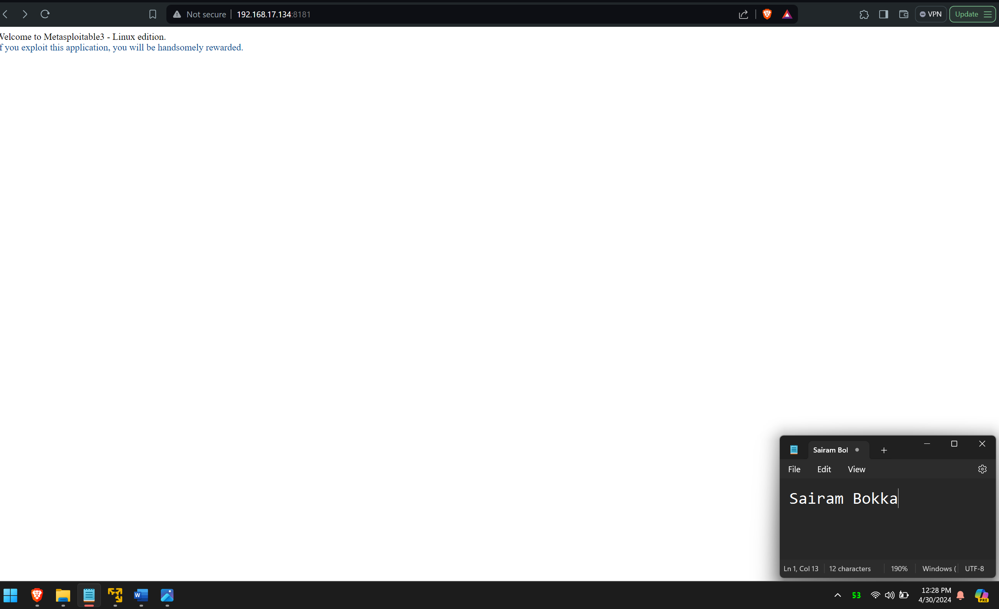 Not secure 192.168.17.134:8181 VPN Update
Velcome to Metasploitable3 - Linux edition.
f you exploit this application, you will be handsomely rewarded.
Sairam Bol
File Edit View
Sairam Bokka
Ln 1, Col 13 12 characters 190% Windows ( UTF-8
W 53 12:28 PM
4/30/2024 PRE